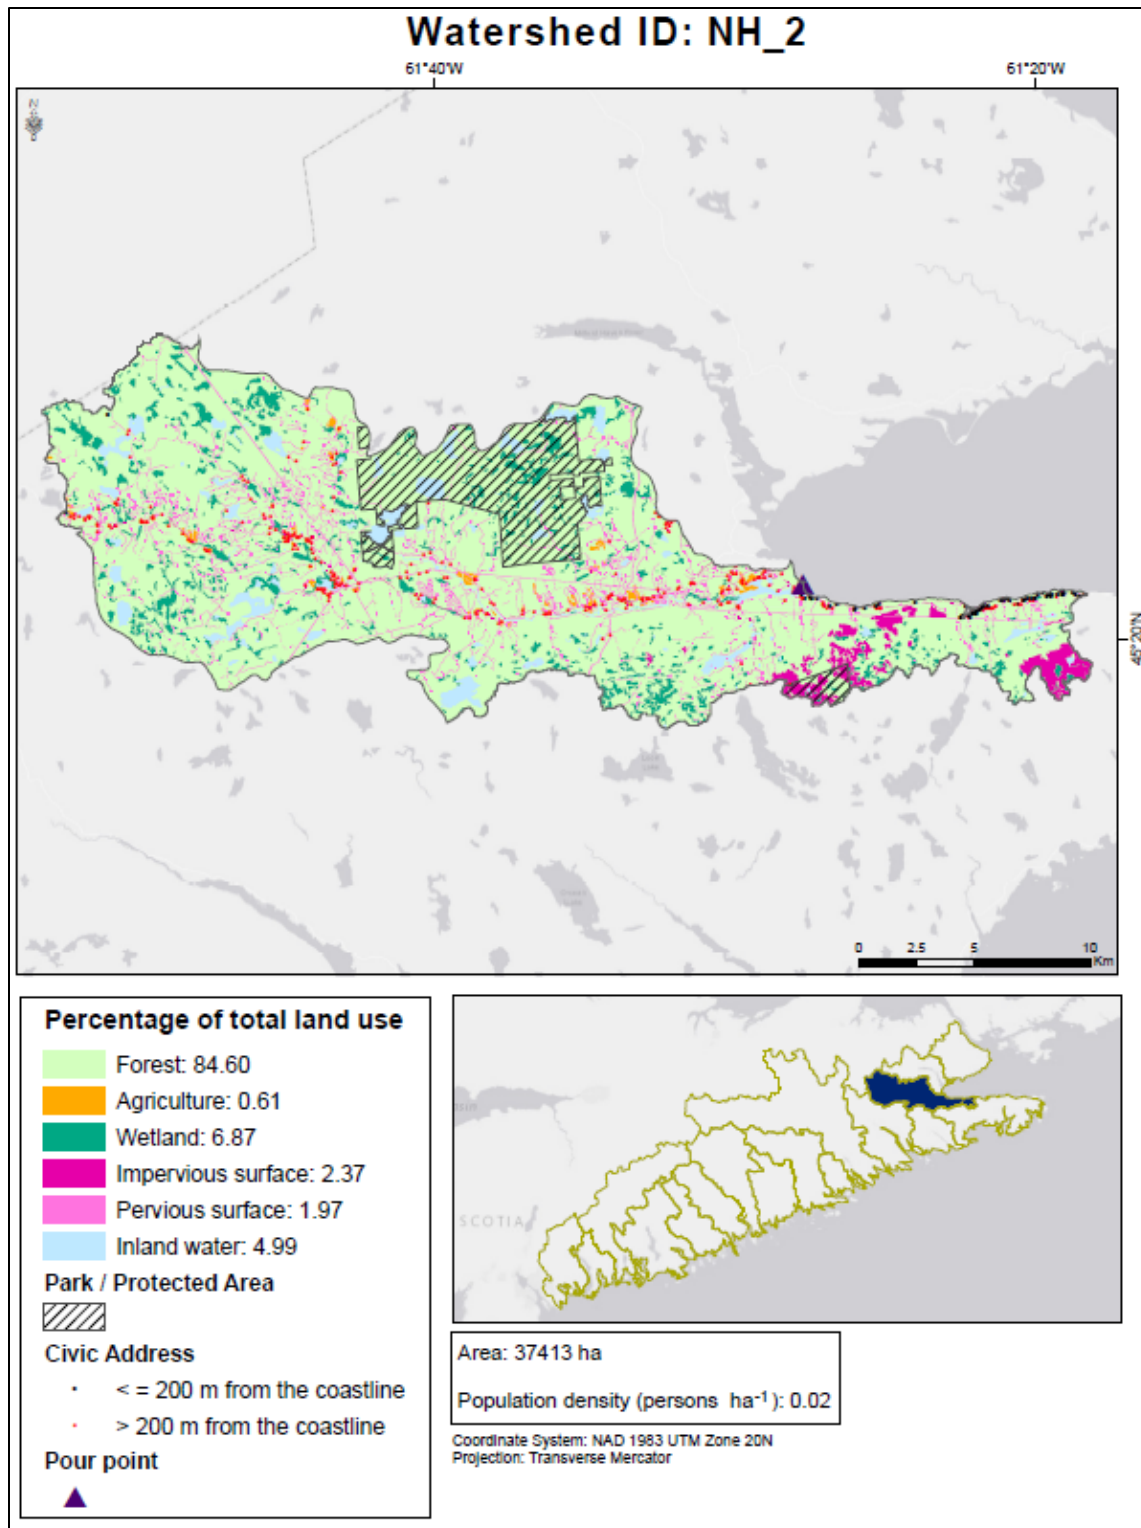 Watershed ID: NH_2
61°40'W
61°20'W
N
45°20'N
0
2.5
5
10
Km
Percentage of total land use
Forest: 84.60
Agriculture: 0.61
Wetland: 6.87
Impervious surface: 2.37
Pervious surface: 1.97
Inland water: 4.99
Park / Protected Area
Civic Address
< = 200 m from the coastline
> 200 m from the coastline
Pour point
SCOTIA
Area: 37413 ha
Population density (persons ha-1): 0.02
Coordinate System: NAD 1983 UTM Zone 20N
Projection: Transverse Mercator